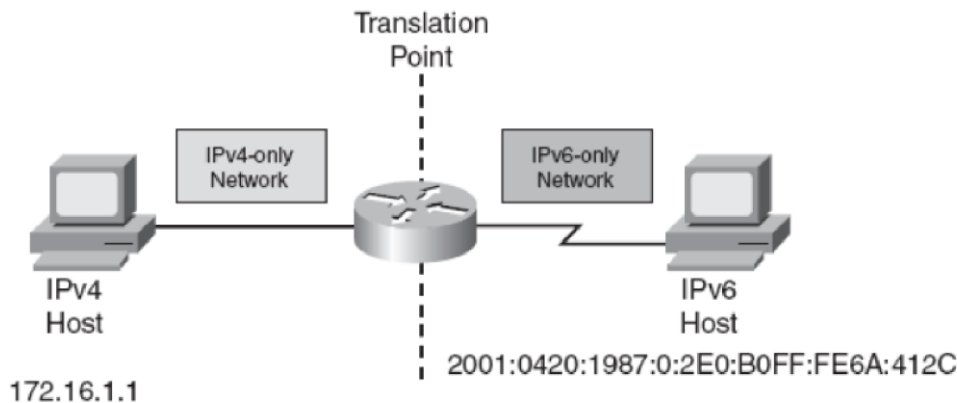 Translation
Point
IPv4-only
Network
IPv6-only
Network
IPv4
Host
IPv6
Host
172.16.1.1
2001:0420:1987:0:2E0:B0FF:FE6A:412C